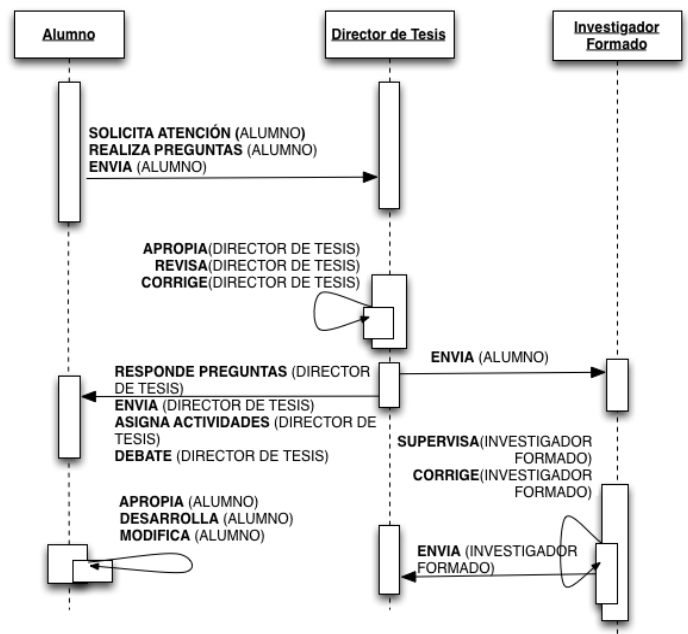 Alumno
Director de Tesis
Investigador
Formado
SOLICITA ATENCIÓN (ALUMNO)
REALIZA PREGUNTAS (ALUMNO)
ENVIA (ALUMNO)
APROPIA(DIRECTOR DE TESIS)
REVISA(DIRECTOR DE TESIS)
CORRIGE(DIRECTOR DE TESIS)
ENVIA (ALUMNO)
RESPONDE PREGUNTAS (DIRECTOR
DE TESIS)
ENVIA (DIRECTOR DE TESIS)
ASIGNA ACTIVIDADES (DIRECTOR DE
TESIS)
DEBATE (DIRECTOR DE TESIS)
SUPERVISA(INVESTIGADOR
FORMADO)
CORRIGE(INVESTIGADOR
FORMADO)
APROPIA (ALUMNO)
DESARROLLA (ALUMNO)
MODIFICA (ALUMNO)
ENVIA (INVESTIGADOR
FORMADO)